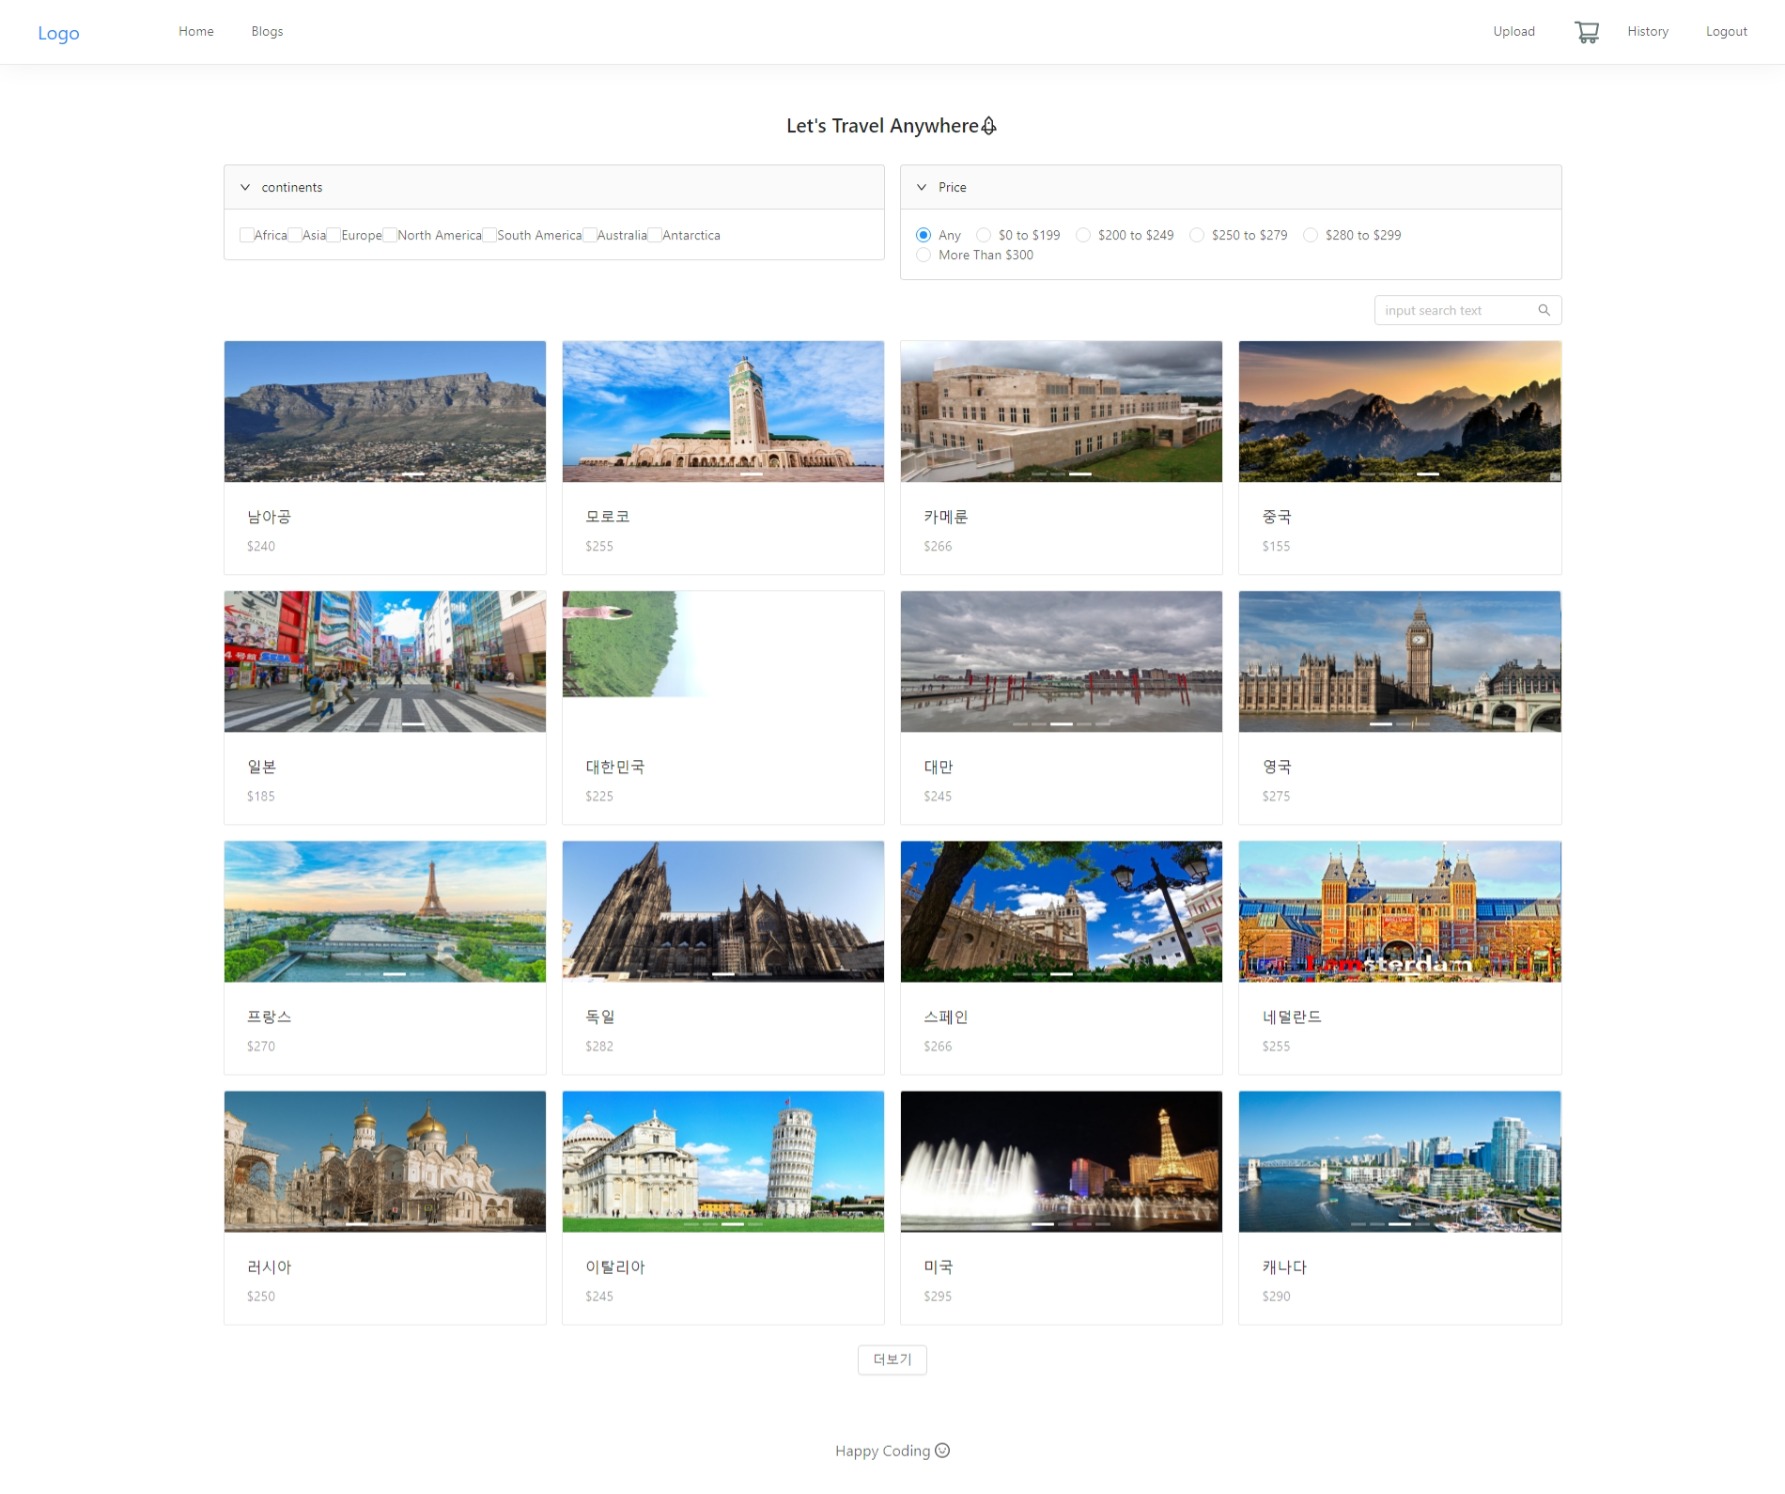 Logo Home Blogs Upload History Logout
Let's Travel Anywhere
continents
Africa Asia Europe North America South America Australia Antarctica
Price
Any $0 to $199 $200 to $249 $250 to $279 $280 to $299
More Than $300
input search text
남아공
$240
모로코
$255
카메룬
$266
중국
$155
4号館
SEGA
일본
$185
대한민국
$225
대만
$245
영국
$275
프랑스
$270
독일
$282
스페인
$266
I amsterdam
네덜란드
$255
러시아
$250
이탈리아
$245
미국
$295
캐나다
$290
더보기
Happy Coding